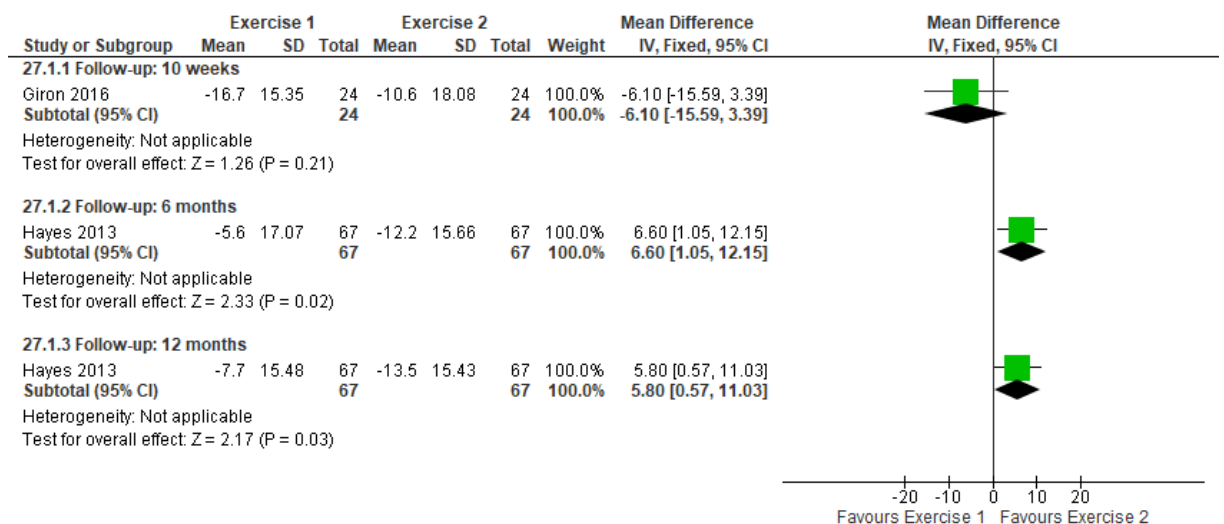 Exercise 1 Exercise 2 Mean Difference Mean Difference
Study or Subgroup Mean SD Total Mean SD Total Weight IV, Fixed, 95% CI IV, Fixed, 95% CI
27.1.1 Follow-up: 10 weeks
Giron 2016 -16.7 15.35 24 -10.6 18.08 24 100.0% -6.10 [-15.59, 3.39]
Subtotal (95% CI) 24 24 100.0% -6.10 [-15.59, 3.39]
Heterogeneity: Not applicable
Test for overall effect: Z = 1.26 (P = 0.21)
27.1.2 Follow-up: 6 months
Hayes 2013 -5.6 17.07 67 -12.2 15.66 67 100.0% 6.60 [1.05, 12.15]
Subtotal (95% CI) 67 67 100.0% 6.60 [1.05, 12.15]
Heterogeneity: Not applicable
Test for overall effect: Z = 2.33 (P = 0.02)
27.1.3 Follow-up: 12 months
Hayes 2013 -7.7 15.48 67 -13.5 15.43 67 100.0% 5.80 [0.57, 11.03]
Subtotal (95% CI) 67 67 100.0% 5.80 [0.57, 11.03]
Heterogeneity: Not applicable
Test for overall effect: Z = 2.17 (P = 0.03)
-20 -10 0 10 20
Favours Exercise 1 Favours Exercise 2